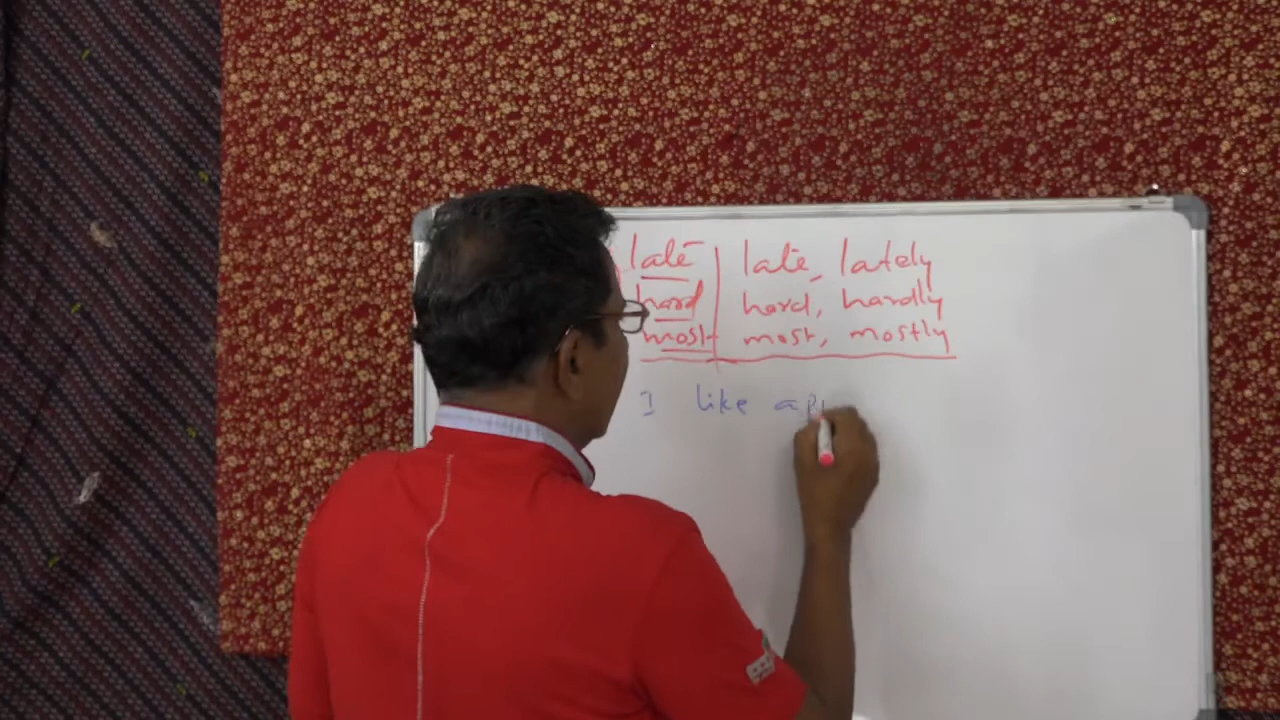 late | late, lately
hard | hard, hardly
most | most, mostly
I like